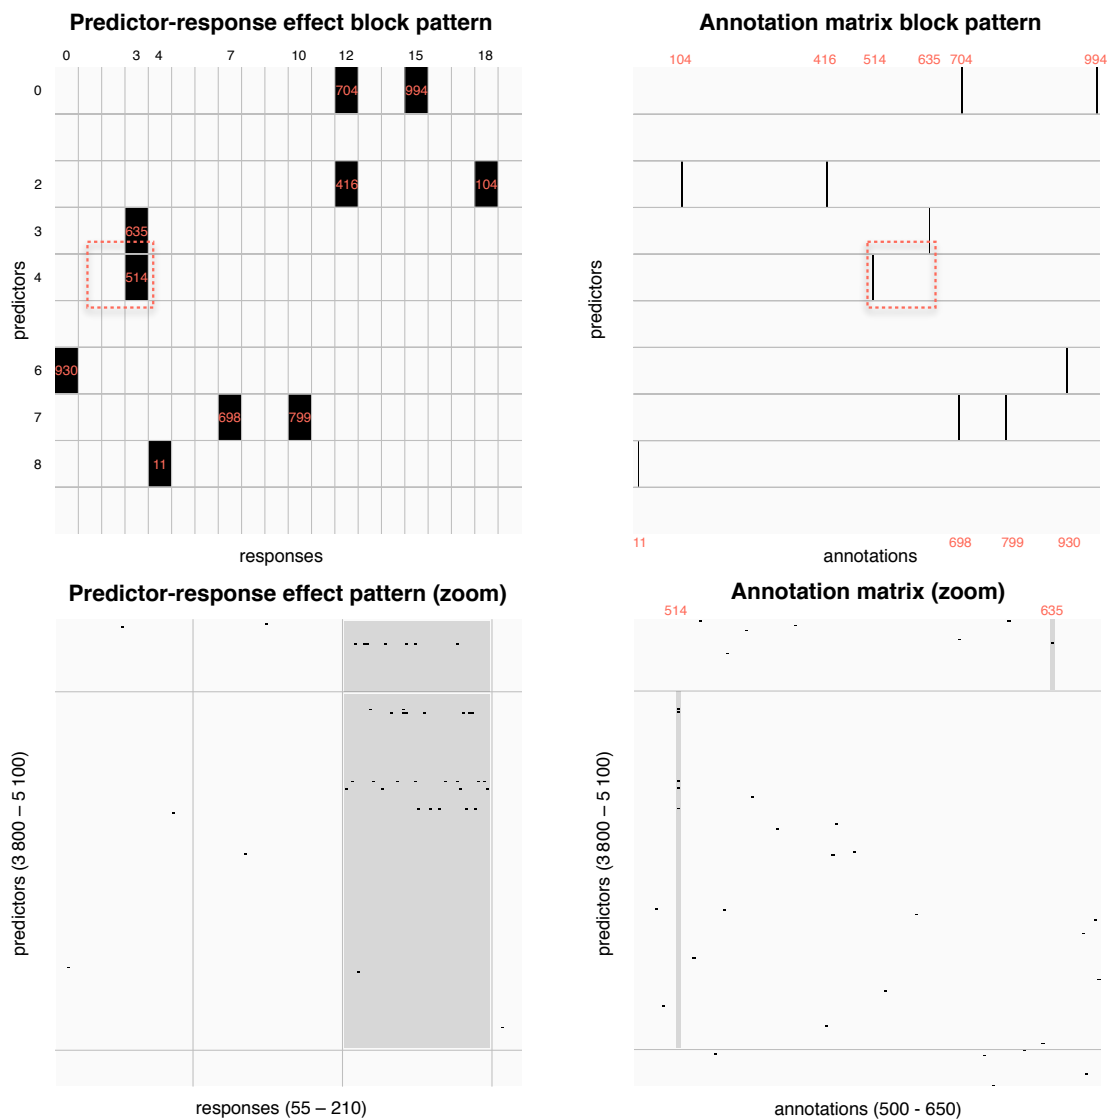 Predictor-response effect block pattern
0 3 4 7 10 12 15 18
0 704 994
2 416 104
3 635
4 514
6 930
7 698 799
8 11
predictors
responses
Annotation matrix block pattern
104 416 514 635 704 994
predictors
11 698 799 930
annotations
Predictor-response effect pattern (zoom)
predictors (3 800 – 5 100)
responses (55 – 210)
Annotation matrix (zoom)
514 635
predictors (3 800 – 5 100)
annotations (500 - 650)